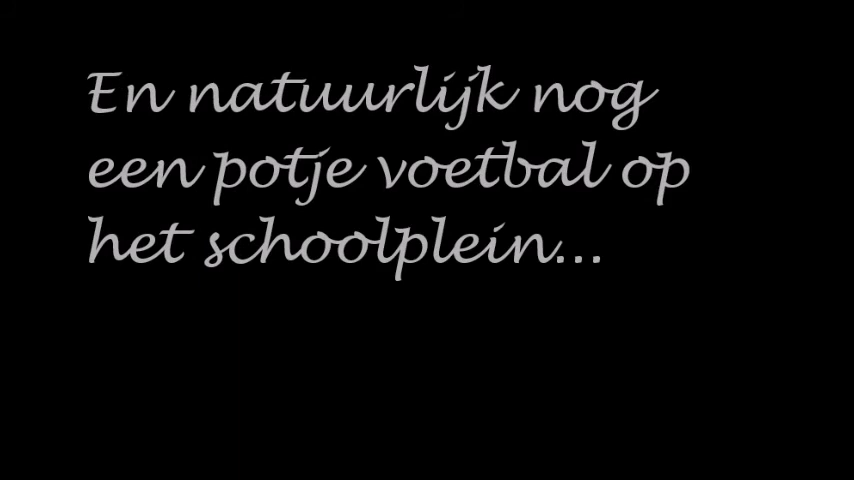 En natuurlijk nog
een potje voetbal op
het schoolplein...